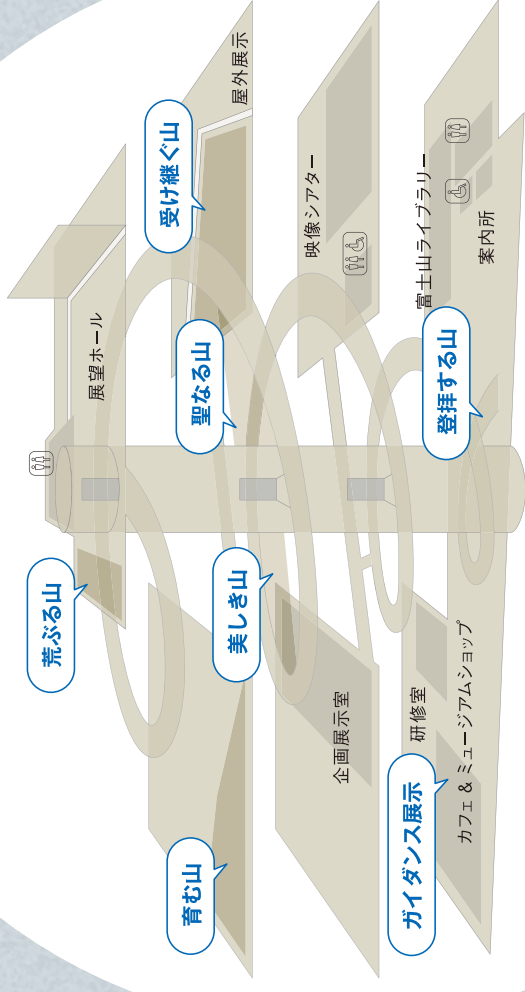 荒ぶる山
展望ホール
育む山
美しき山
聖なる山
受け継ぐ山
屋外展示
企画展示室
映像シアター
ガイダンス展示
研修室
カフェ & ミュージアムショップ
登拝する山
富士山ライブラリー
案内所